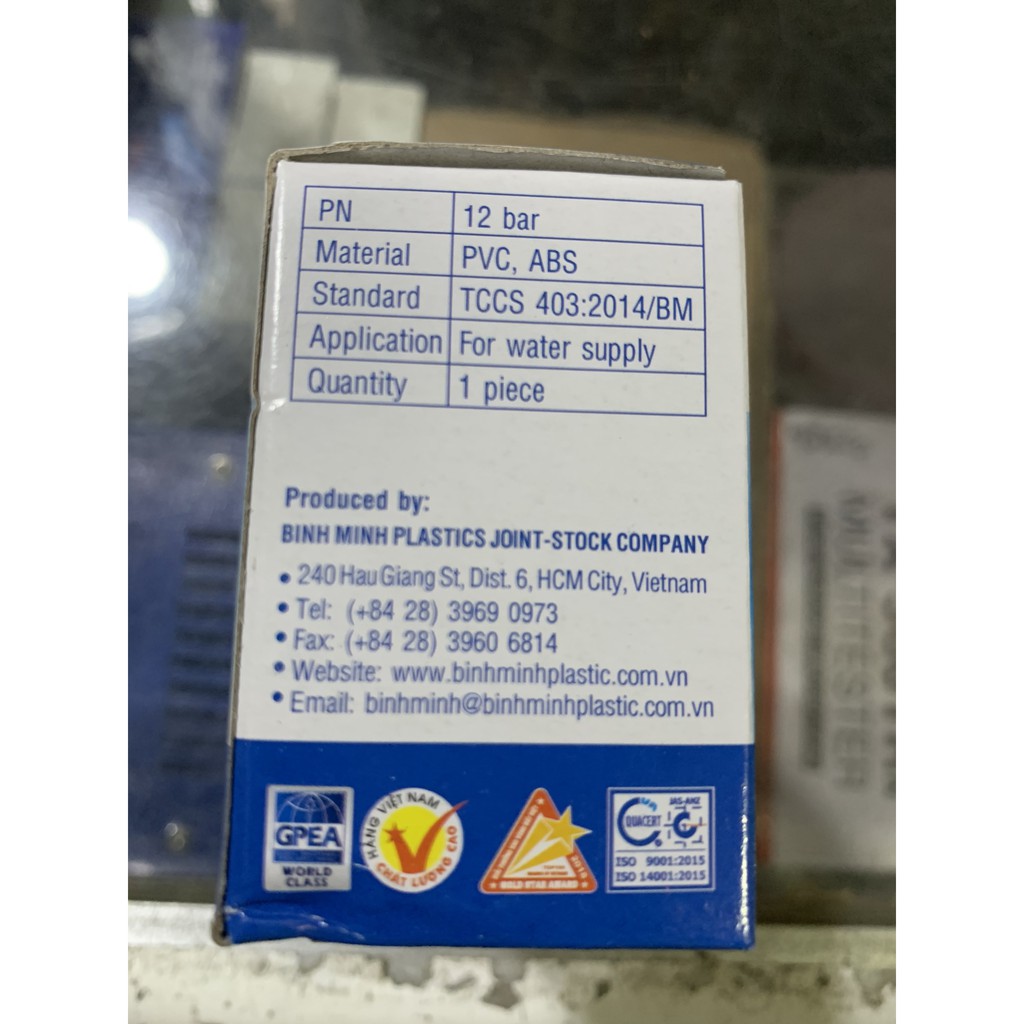 PN 12 bar
Material PVC, ABS
Standard TCCS 403:2014/BM
Application For water supply
Quantity 1 piece
Produced by:
BINH MINH PLASTICS JOINT-STOCK COMPANY
• 240 Hau Giang St, Dist. 6, HCM City, Vietnam
• Tel: (+84 28) 3969 0973
• Fax: (+84 28) 3960 6814
• Website: www.binhminhplastic.com.vn
• Email: binhminh@binhminhplastic.com.vn
GPEA
WORLD
CLASS
HÀNG VIỆT NAM
CHẤT LƯỢNG CAO
GOLD STAR AWARD
QUACERT
JAS-ANZ
ISO 9001:2015
ISO 14001:2015
MULTITESTER